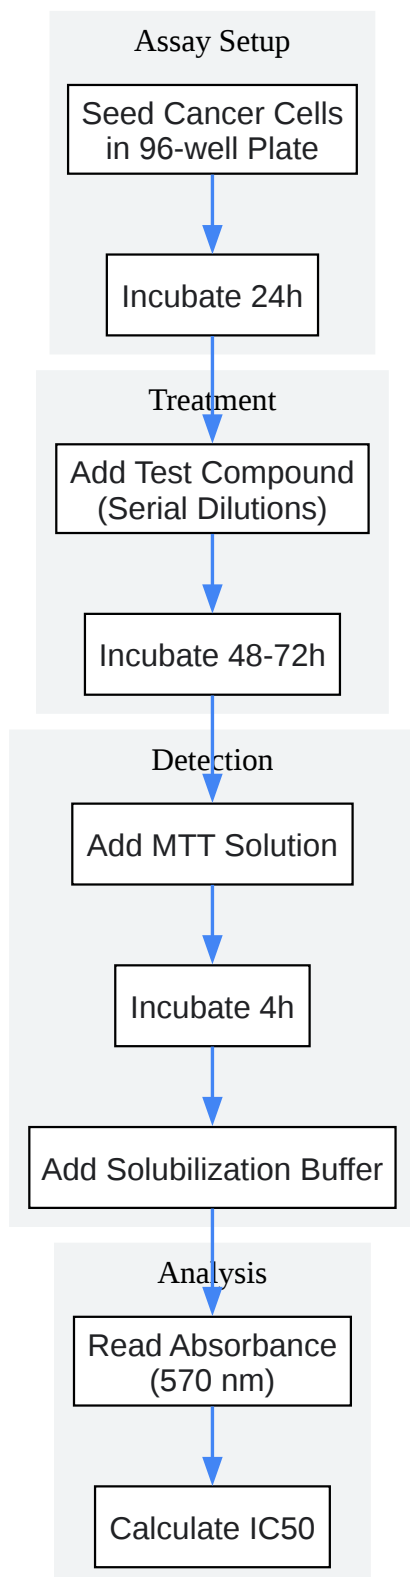 Assay Setup
Seed Cancer Cells
in 96-well Plate
Incubate 24h
Treatment
Add Test Compound
(Serial Dilutions)
Incubate 48-72h
Detection
Add MTT Solution
Incubate 4h
Add Solubilization Buffer
Analysis
Read Absorbance
(570 nm)
Calculate IC50